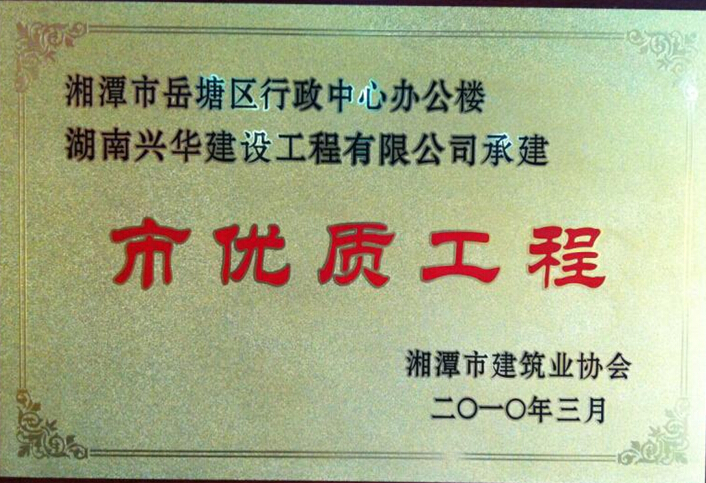 湘潭市岳塘区行政中心办公楼
湖南兴华建设工程有限公司承建
市优质工程
湘潭市建筑业协会
二〇一〇年三月